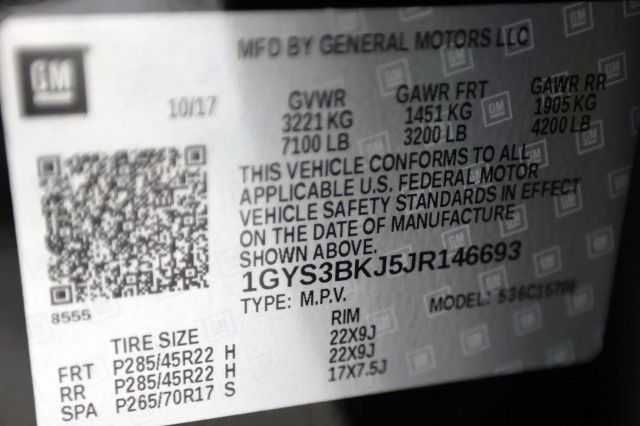 GM
MFD BY GENERAL MOTORS LLC
10/17
GVWR GAWR FRT GAWR RR
3221 KG 1451 KG 1905 KG
7100 LB 3200 LB 4200 LB
THIS VEHICLE CONFORMS TO ALL
APPLICABLE U.S. FEDERAL MOTOR
VEHICLE SAFETY STANDARDS IN EFFECT
ON THE DATE OF MANUFACTURE
SHOWN ABOVE.
1GYS3BKJ5JR146693
8555
TYPE: M.P.V. MODEL:
TIRE SIZE RIM
FRT P285/45R22 H 22X9J
RR P285/45R22 H 22X9J
SPA P265/70R17 S 17X7.5J